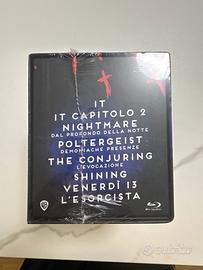 IT
IT CAPITOLO 2
NIGHTMARE
DAL PROFONDO DELLA NOTTE
POLTERGEIST
DEMONIACHE PRESENZE
THE CONJURING
L'EVOCAZIONE
SHINING
VENERDÌ 13
L'ESORCISTA